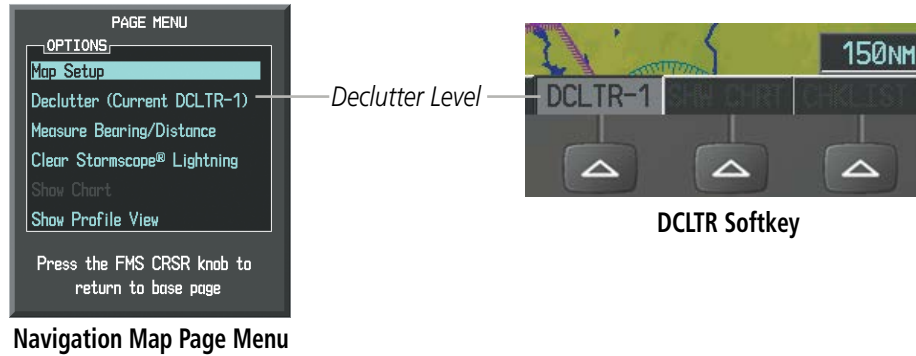 PAGE MENU
OPTIONS
Map Setup
Declutter (Current DCLTR-1)
Measure Bearing/Distance
Clear Stormscope® Lightning
Show Chart
Show Profile View
Press the FMS CRSR knob to
return to base page
Navigation Map Page Menu
Declutter Level
150NM
DCLTR-1
SHW CHRT
CHKLIST
DCLTR Softkey